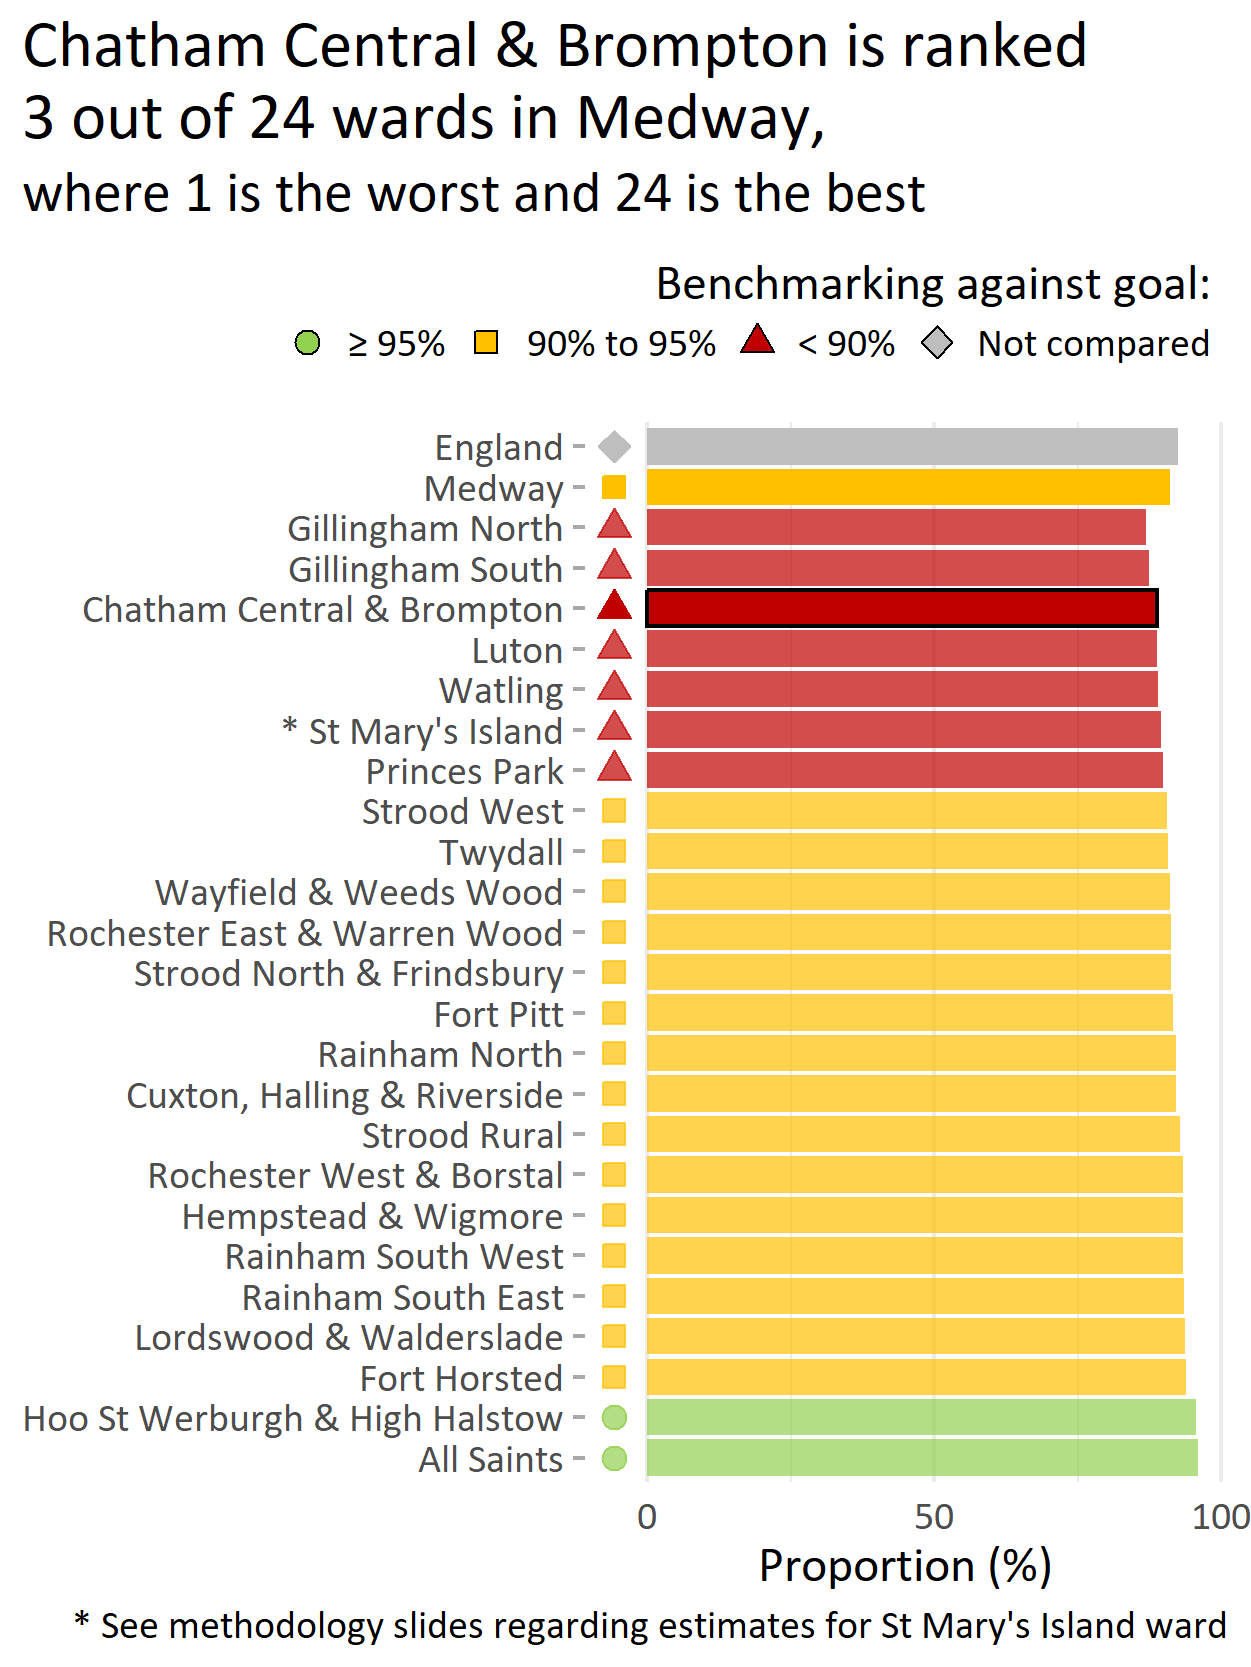 Chatham Central & Brompton is ranked
3 out of 24 wards in Medway,
where 1 is the worst and 24 is the best
Benchmarking against goal:
≥ 95% 90% to 95% < 90% Not compared
England
Medway
Gillingham North
Gillingham South
Chatham Central & Brompton
Luton
Watling
* St Mary's Island
Princes Park
Strood West
Twydall
Wayfield & Weeds Wood
Rochester East & Warren Wood
Strood North & Frindsbury
Fort Pitt
Rainham North
Cuxton, Halling & Riverside
Strood Rural
Rochester West & Borstal
Hempstead & Wigmore
Rainham South West
Rainham South East
Lordswood & Walderslade
Fort Horsted
Hoo St Werburgh & High Halstow
All Saints
0 50 100
Proportion (%)
* See methodology slides regarding estimates for St Mary's Island ward